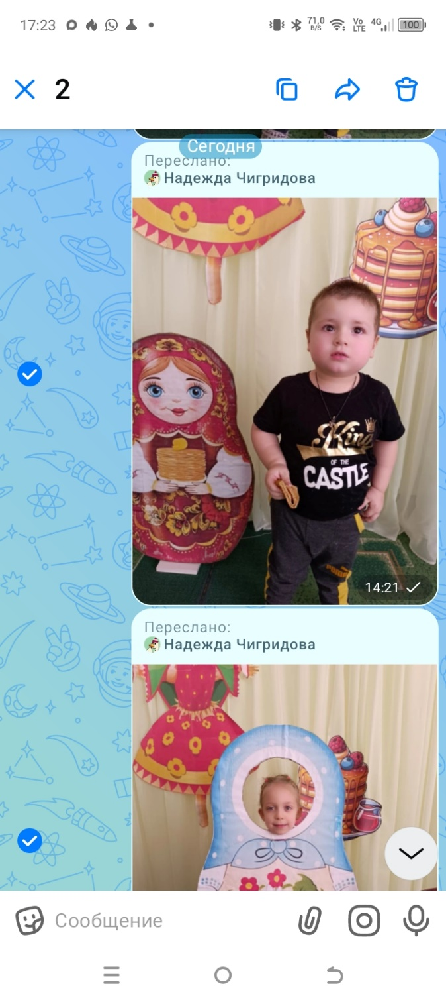 17:23
71,0
B/S
Vo
LTE
4G
100
2
Сегодня
Переслано:
Надежда Чигридова
King
OF THE
CASTLE
PUMA
14:21
Переслано:
Надежда Чигридова
Сообщение